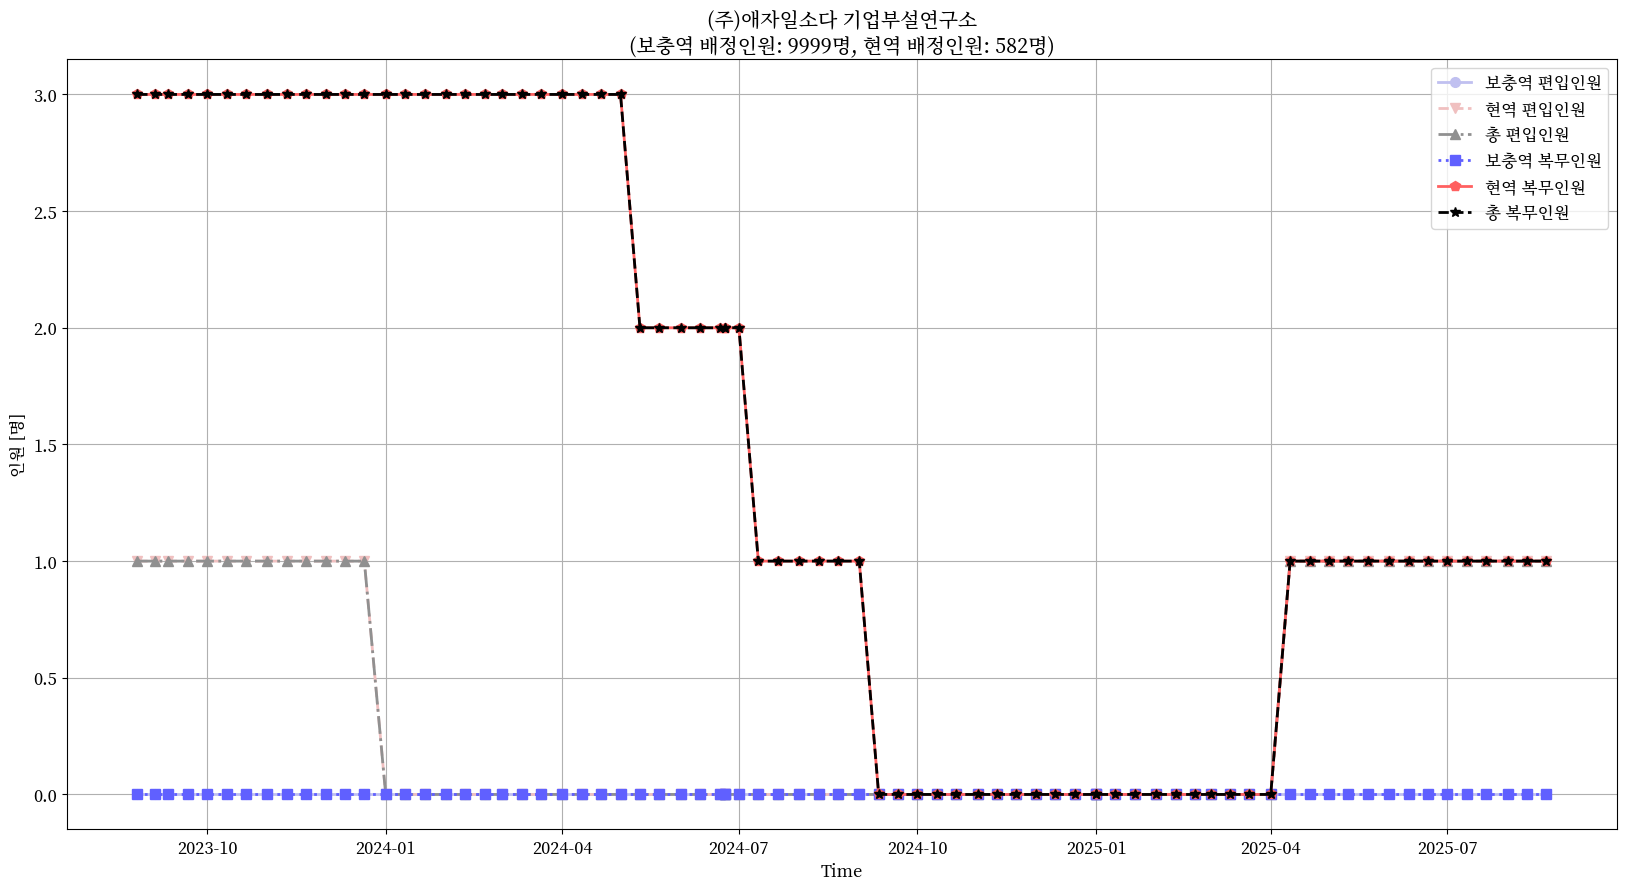 (주)애자일소다 기업부설연구소
(보충역 배정인원: 9999명, 현역 배정인원: 582명)
보충역 편입인원
현역 편입인원
총 편입인원
보충역 복무인원
현역 복무인원
총 복무인원
인원 [명]
3.0
2.5
2.0
1.5
1.0
0.5
0.0
2023-10
2024-01
2024-04
2024-07
2024-10
2025-01
2025-04
2025-07
Time